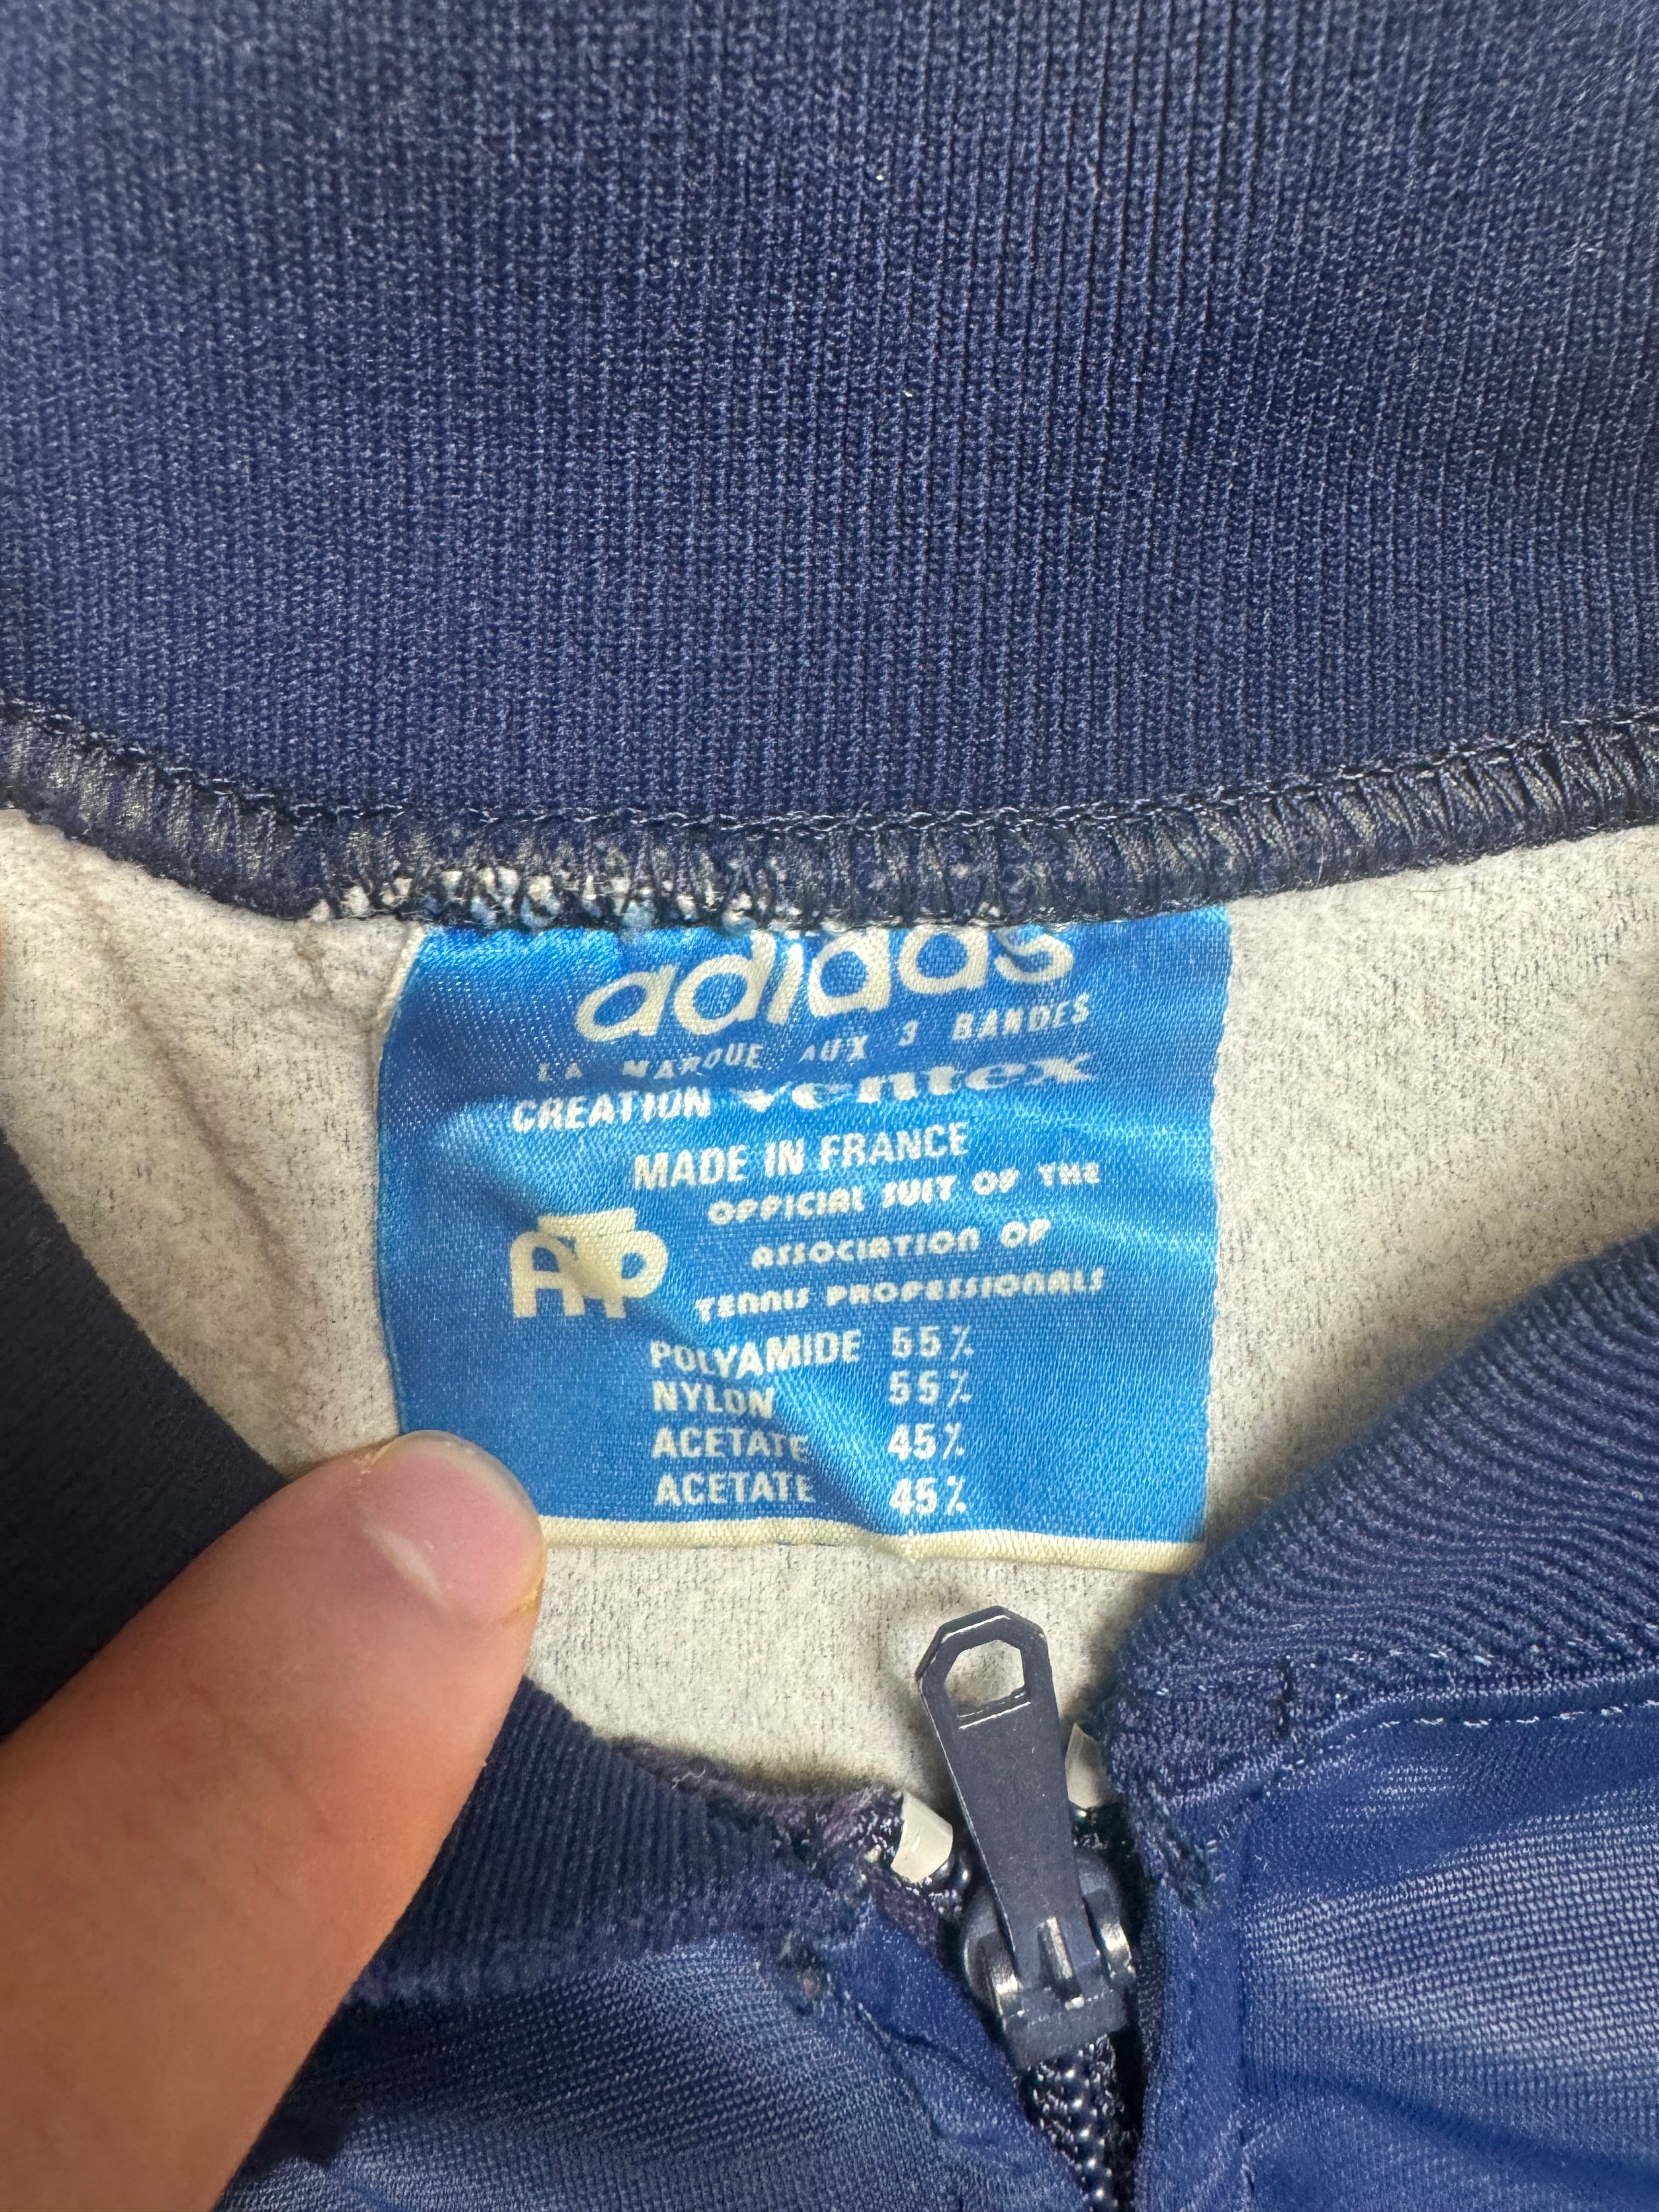 adidas
LA MARQUE AUX 3 BANDES
CREATION ventex
MADE IN FRANCE
ATP
OFFICIAL SUIT OF THE
ASSOCIATION OF
TENNIS PROFESSIONALS
POLYAMIDE 55%
NYLON 55%
ACETATE 45%
ACETATE 45%